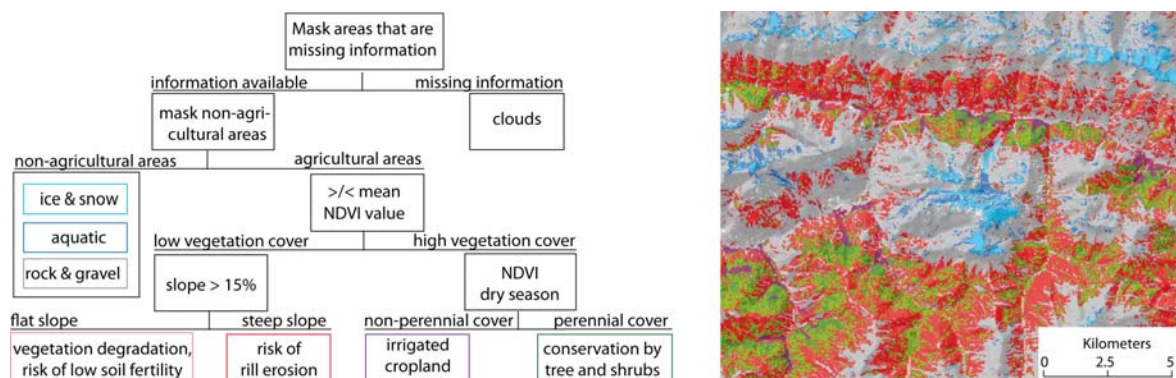 Mask areas that are
missing information
information available
missing information
mask non-agri-
cultural areas
clouds
non-agricultural areas
agricultural areas
ice & snow
aquatic
rock & gravel
>/< mean
NDVI value
low vegetation cover
high vegetation cover
slope > 15%
NDVI
dry season
flat slope
steep slope
non-perennial cover
perennial cover
vegetation degradation,
risk of low soil fertility
risk of
rill erosion
irrigated
cropland
conservation by
tree and shrubs
Kilometers
0 2.5 5